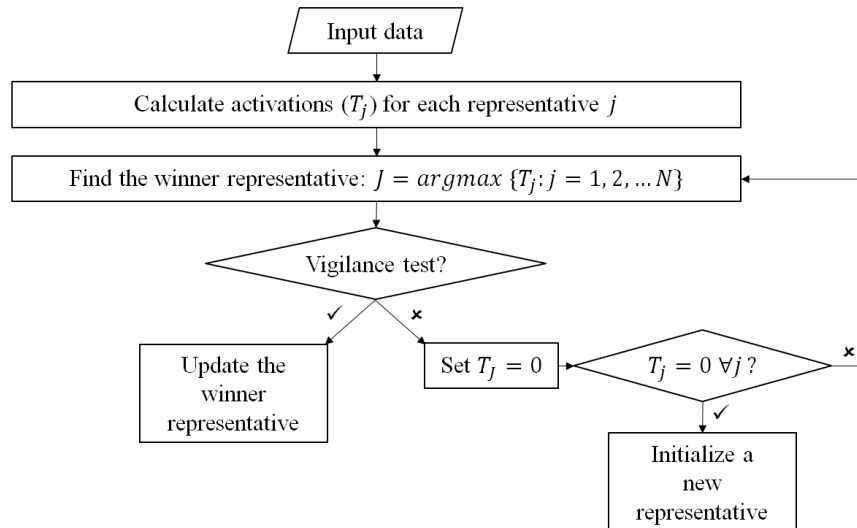 Input data
Calculate activations (T_j) for each representative j
Find the winner representative: J = argmax {T_j: j = 1, 2, … N}
Vigilance test?
✓ ✘
Update the
winner
representative
Set T_J = 0
T_j = 0 ∀j ?
✘
✓
Initialize a
new
representative